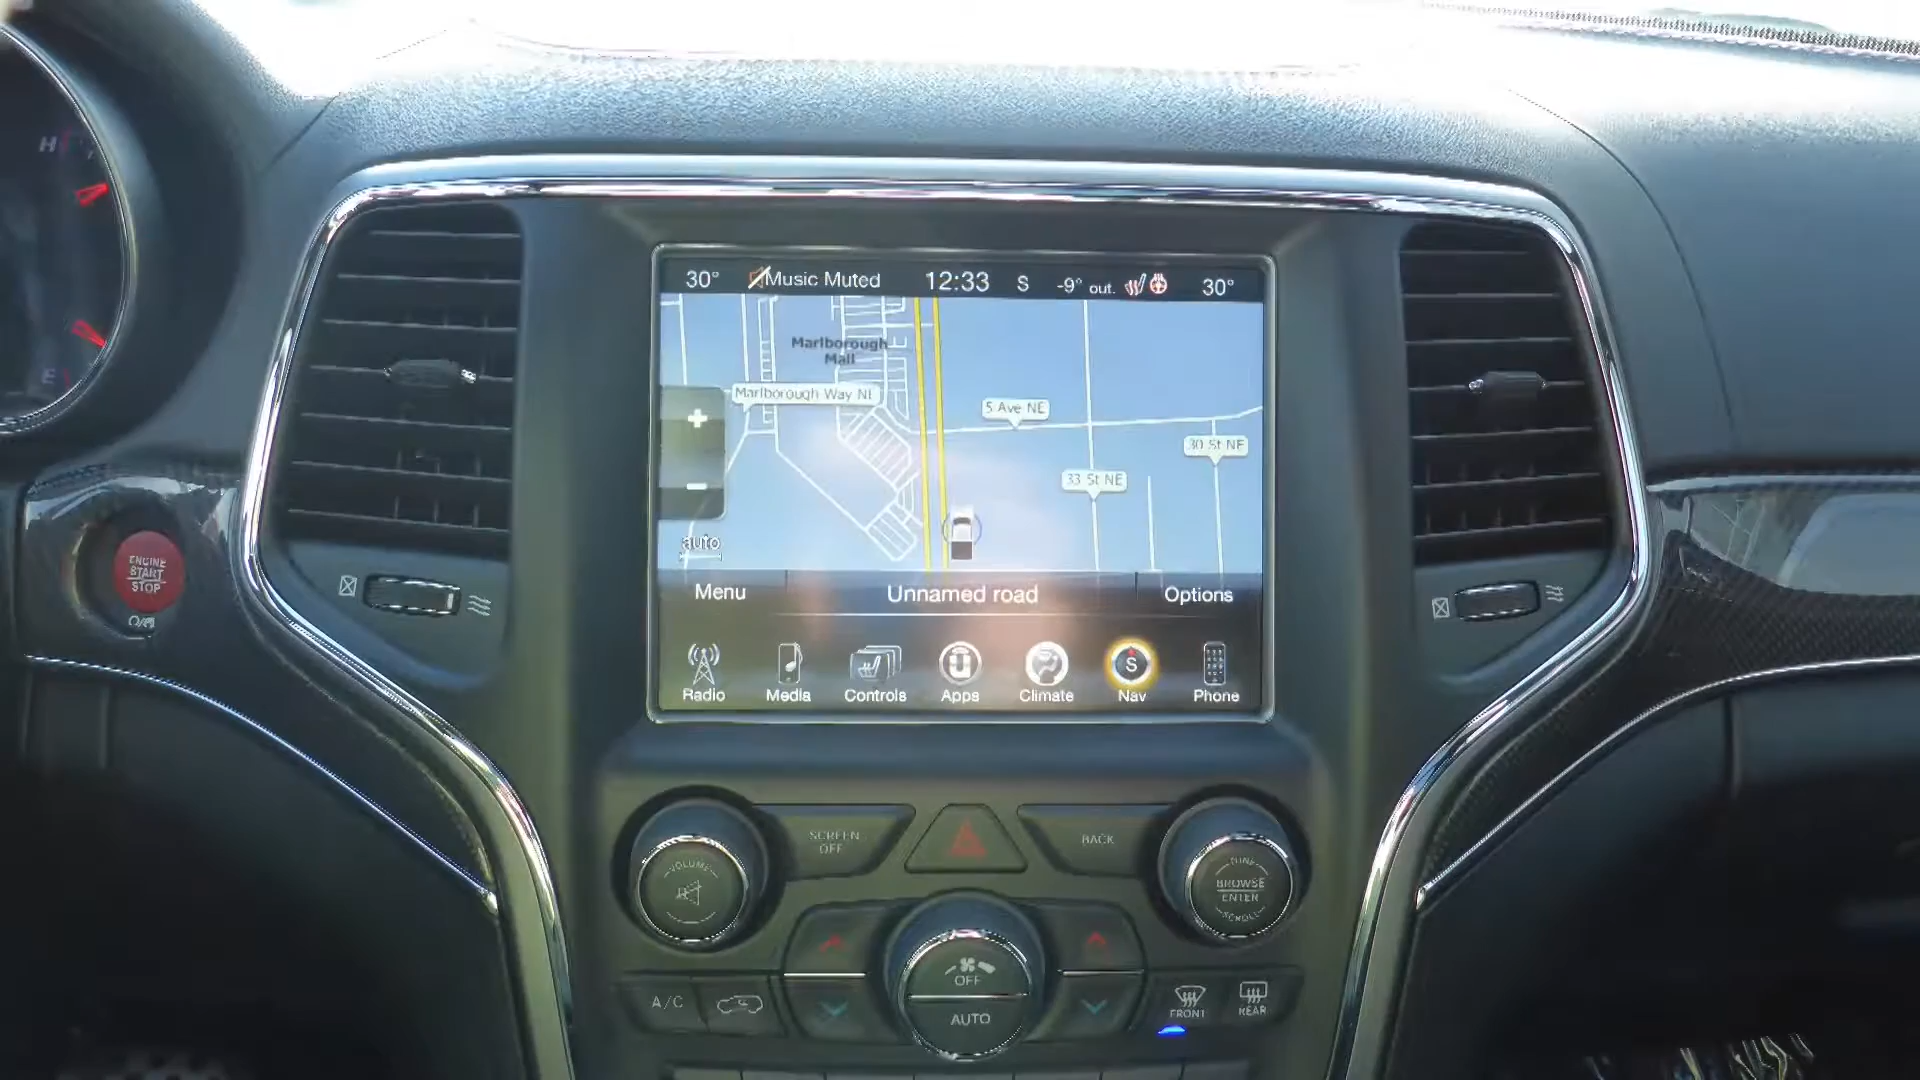 H
E
30° Music Muted 12:33 S -9° out. 30°
Marlborough
Mall
Marlborough Way NE
5 Ave NE
30 St NE
33 St NE
+
-
auto
Menu Unnamed road Options
S
Radio Media Controls Apps Climate Nav Phone
ENGINE
START
STOP
SCREEN
OFF
BACK
VOLUME
TUNE
BROWSE
ENTER
SCROLL
A/C
OFF
AUTO
FRONT
REAR